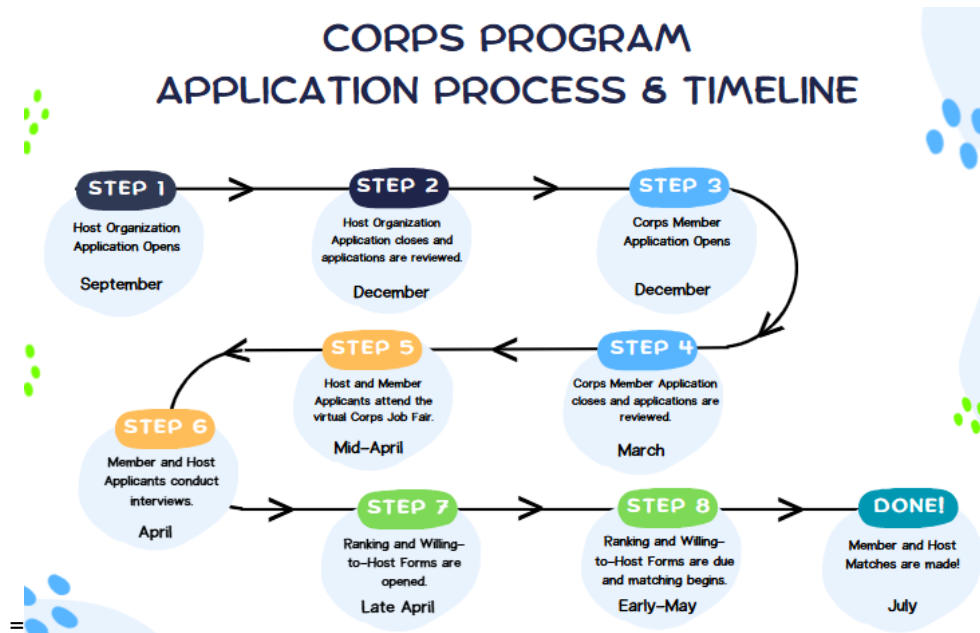 CORPS PROGRAM
APPLICATION PROCESS & TIMELINE
STEP 1
Host Organization
Application Opens
September
STEP 2
Host Organization
Application closes and
applications are reviewed.
December
STEP 3
Corps Member
Application Opens
December
STEP 4
Corps Member Application
closes and applications are
reviewed.
March
STEP 5
Host and Member
Applicants attend the
virtual Corps Job Fair.
Mid-April
STEP 6
Member and Host
Applicants conduct
interviews.
April
STEP 7
Ranking and Willing-
to-Host Forms are
opened.
Late April
STEP 8
Ranking and Willing-
to-Host Forms are due
and matching begins.
Early-May
DONE!
Member and Host
Matches are made!
July
=